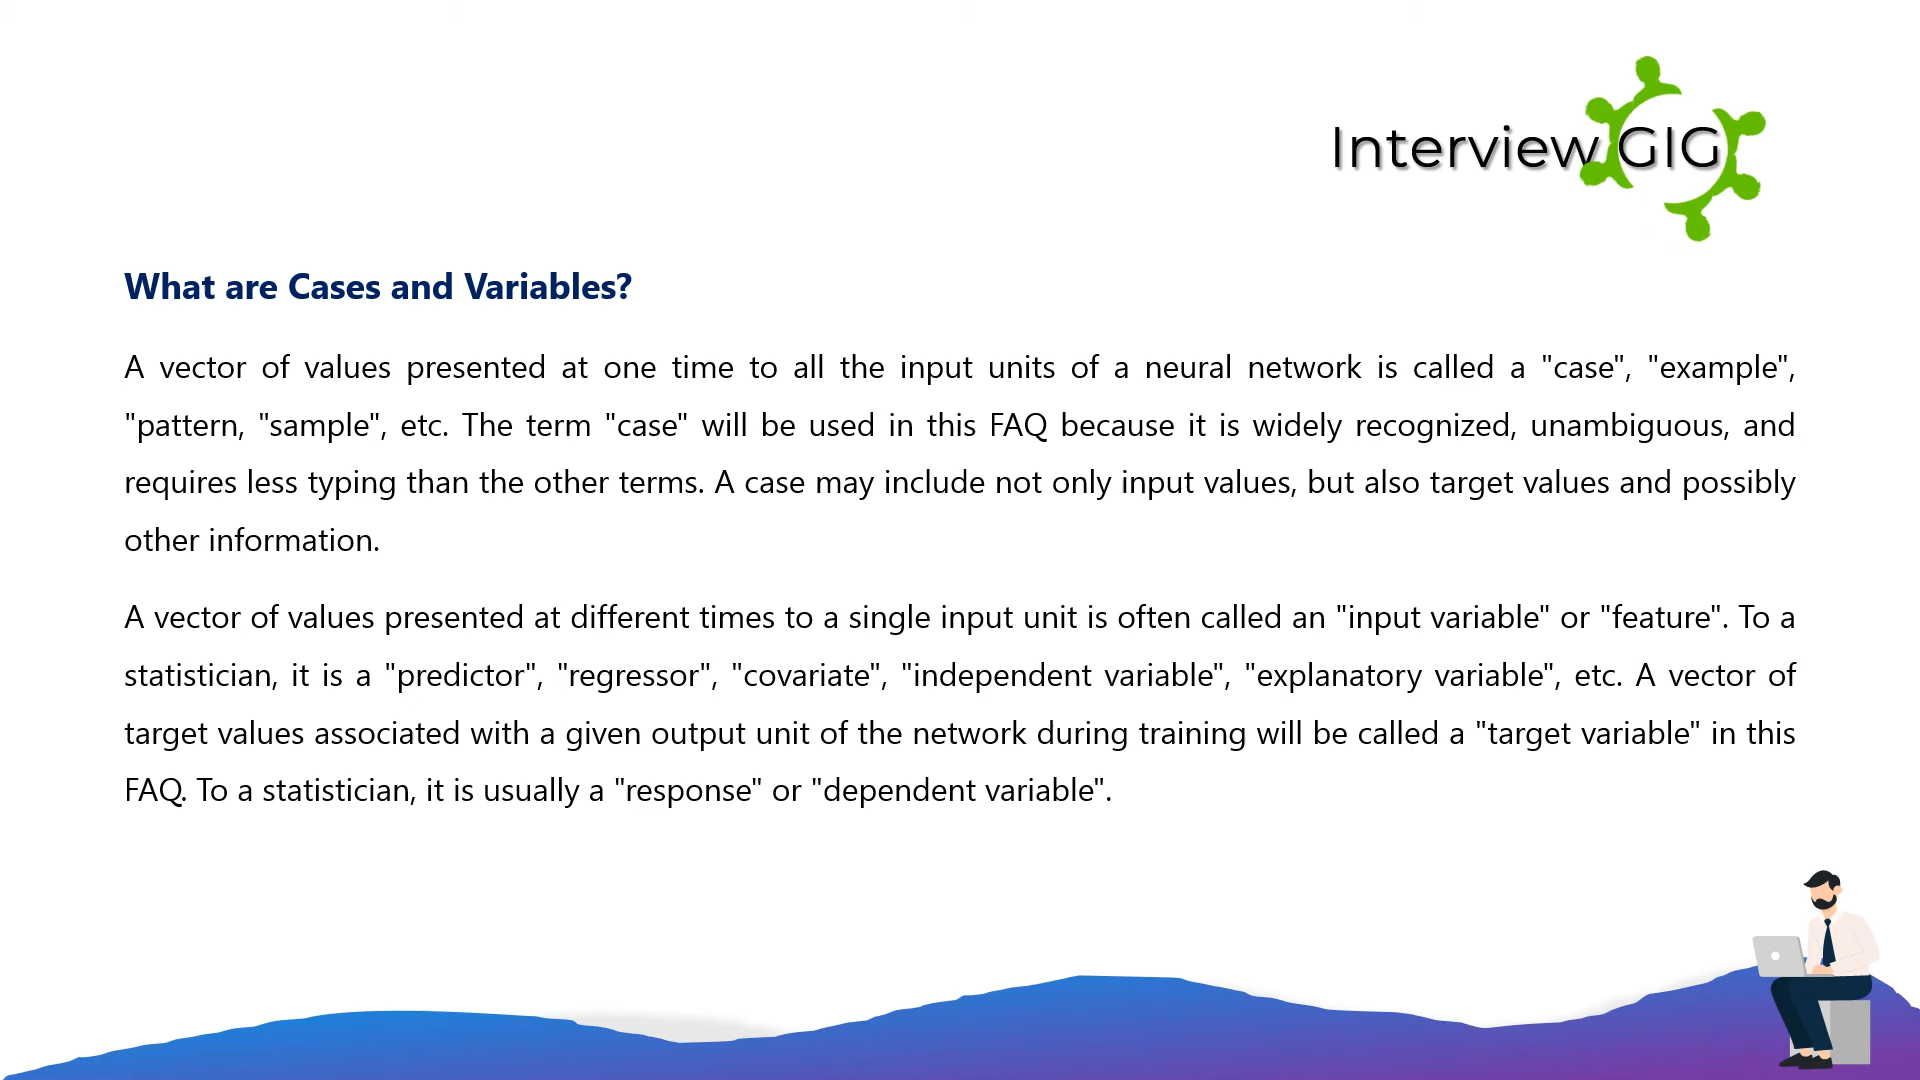 Interview GIG
What are Cases and Variables?
A vector of values presented at one time to all the input units of a neural network is called a "case", "example",
"pattern, "sample", etc. The term "case" will be used in this FAQ because it is widely recognized, unambiguous, and
requires less typing than the other terms. A case may include not only input values, but also target values and possibly
other information.
A vector of values presented at different times to a single input unit is often called an "input variable" or "feature". To a
statistician, it is a "predictor", "regressor", "covariate", "independent variable", "explanatory variable", etc. A vector of
target values associated with a given output unit of the network during training will be called a "target variable" in this
FAQ. To a statistician, it is usually a "response" or "dependent variable".